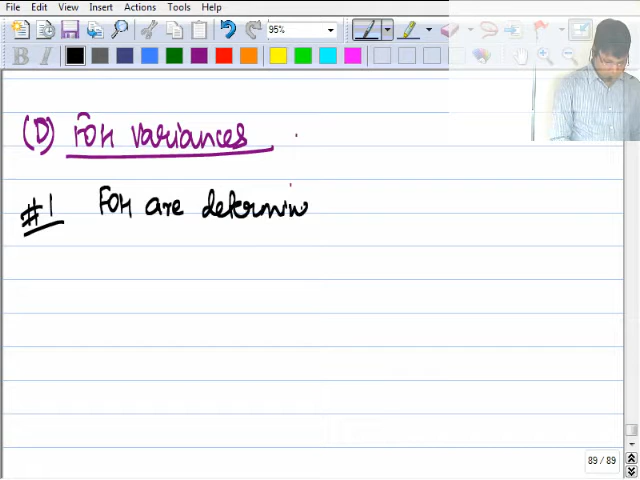 File Edit View Insert Actions Tools Help
95%
B I
(D) FOH variances
#1 FOH are determin
89 / 89